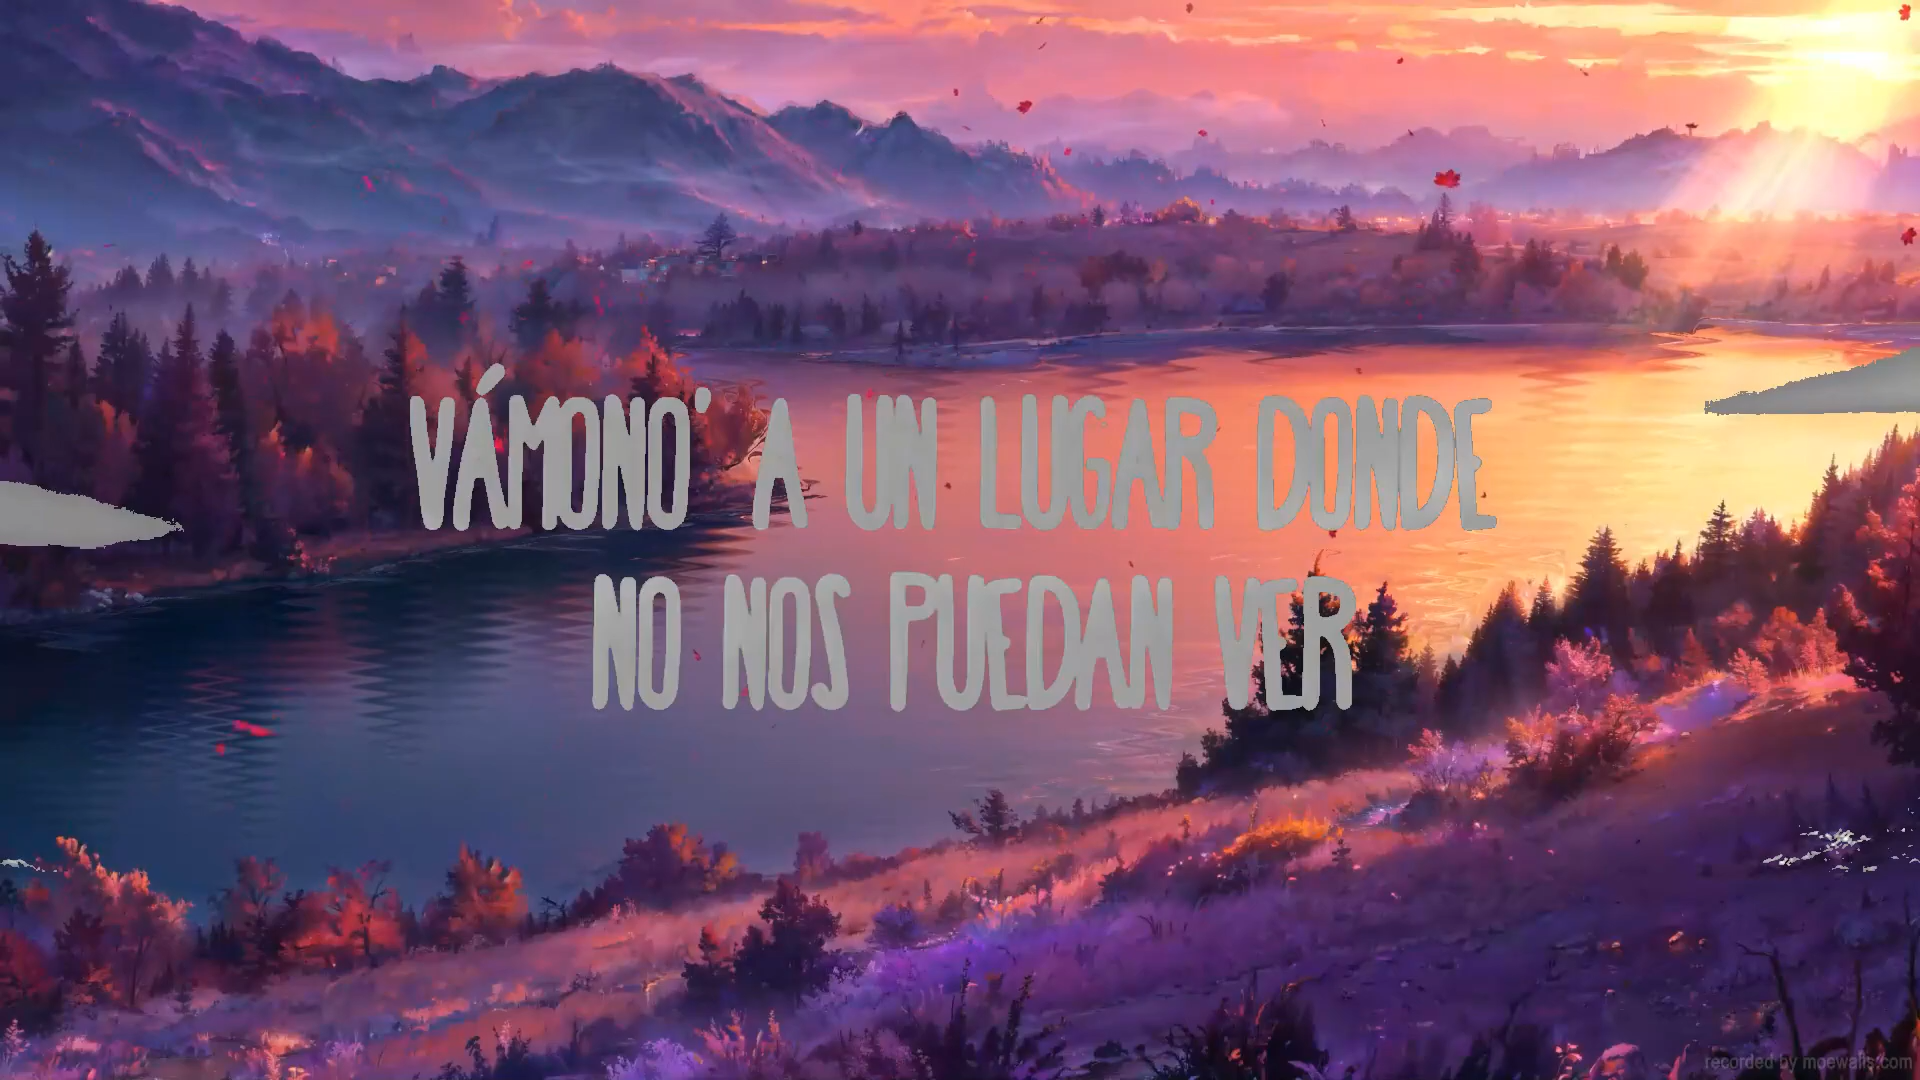 VÁMONO' A UN LUGAR DONDE
NO NOS PUEDAN VER
recorded by moewalls.com